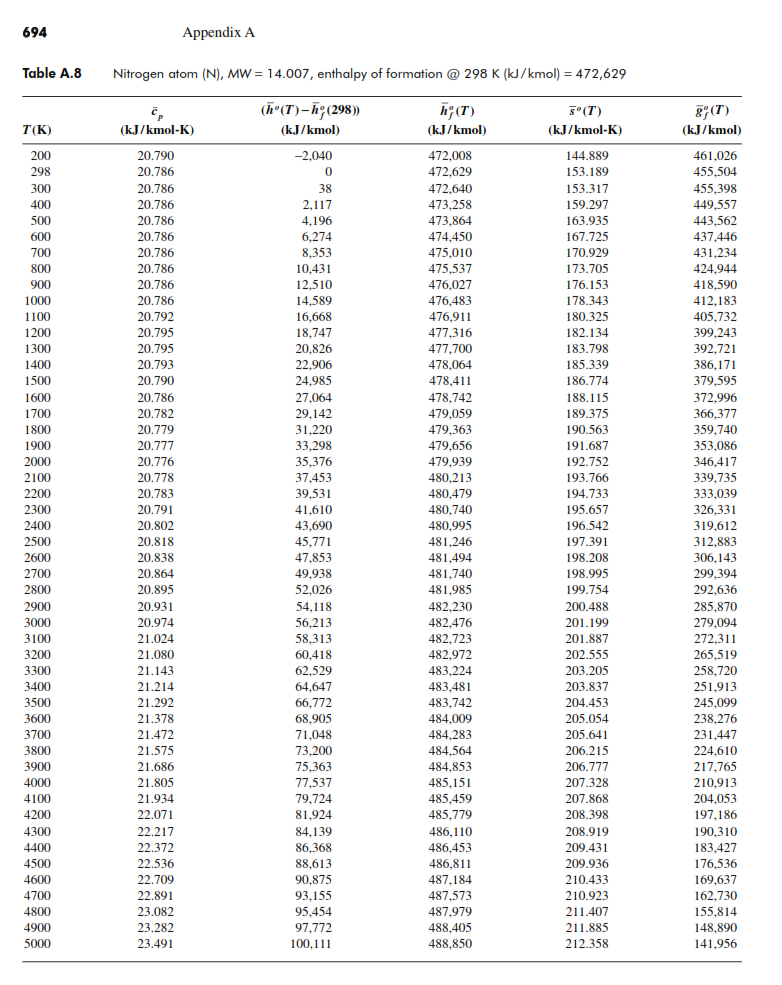 694 Appendix A
Table A.8 Nitrogen atom (N), MW = 14.007, enthalpy of formation @ 298 K (kJ/kmol) = 472,629
c̄p (h̄°(T) – h̄°f(298)) h̄°f(T) s̄°(T) ḡ°f(T)
T(K) (kJ/kmol-K) (kJ/kmol) (kJ/kmol) (kJ/kmol-K) (kJ/kmol)
200 20.790 –2,040 472,008 144.889 461,026
298 20.786 0 472,629 153.189 455,504
300 20.786 38 472,640 153.317 455,398
400 20.786 2,117 473,258 159.297 449,557
500 20.786 4,196 473,864 163.935 443,562
600 20.786 6,274 474,450 167.725 437,446
700 20.786 8,353 475,010 170.929 431,234
800 20.786 10,431 475,537 173.705 424,944
900 20.786 12,510 476,027 176.153 418,590
1000 20.786 14,589 476,483 178.343 412,183
1100 20.792 16,668 476,911 180.325 405,732
1200 20.795 18,747 477,316 182.134 399,243
1300 20.795 20,826 477,700 183.798 392,721
1400 20.793 22,906 478,064 185.339 386,171
1500 20.790 24,985 478,411 186.774 379,595
1600 20.786 27,064 478,742 188.115 372,996
1700 20.782 29,142 479,059 189.375 366,377
1800 20.779 31,220 479,363 190.563 359,740
1900 20.777 33,298 479,656 191.687 353,086
2000 20.776 35,376 479,939 192.752 346,417
2100 20.778 37,453 480,213 193.766 339,735
2200 20.783 39,531 480,479 194.733 333,039
2300 20.791 41,610 480,740 195.657 326,331
2400 20.802 43,690 480,995 196.542 319,612
2500 20.818 45,771 481,246 197.391 312,883
2600 20.838 47,853 481,494 198.208 306,143
2700 20.864 49,938 481,740 198.995 299,394
2800 20.895 52,026 481,985 199.754 292,636
2900 20.931 54,118 482,230 200.488 285,870
3000 20.974 56,213 482,476 201.199 279,094
3100 21.024 58,313 482,723 201.887 272,311
3200 21.080 60,418 482,972 202.555 265,519
3300 21.143 62,529 483,224 203.205 258,720
3400 21.214 64,647 483,481 203.837 251,913
3500 21.292 66,772 483,742 204.453 245,099
3600 21.378 68,905 484,009 205.054 238,276
3700 21.472 71,048 484,283 205.641 231,447
3800 21.575 73,200 484,564 206.215 224,610
3900 21.686 75,363 484,853 206.777 217,765
4000 21.805 77,537 485,151 207.328 210,913
4100 21.934 79,724 485,459 207.868 204,053
4200 22.071 81,924 485,779 208.398 197,186
4300 22.217 84,139 486,110 208.919 190,310
4400 22.372 86,368 486,453 209.431 183,427
4500 22.536 88,613 486,811 209.936 176,536
4600 22.709 90,875 487,184 210.433 169,637
4700 22.891 93,155 487,573 210.923 162,730
4800 23.082 95,454 487,979 211.407 155,814
4900 23.282 97,772 488,405 211.885 148,890
5000 23.491 100,111 488,850 212.358 141,956